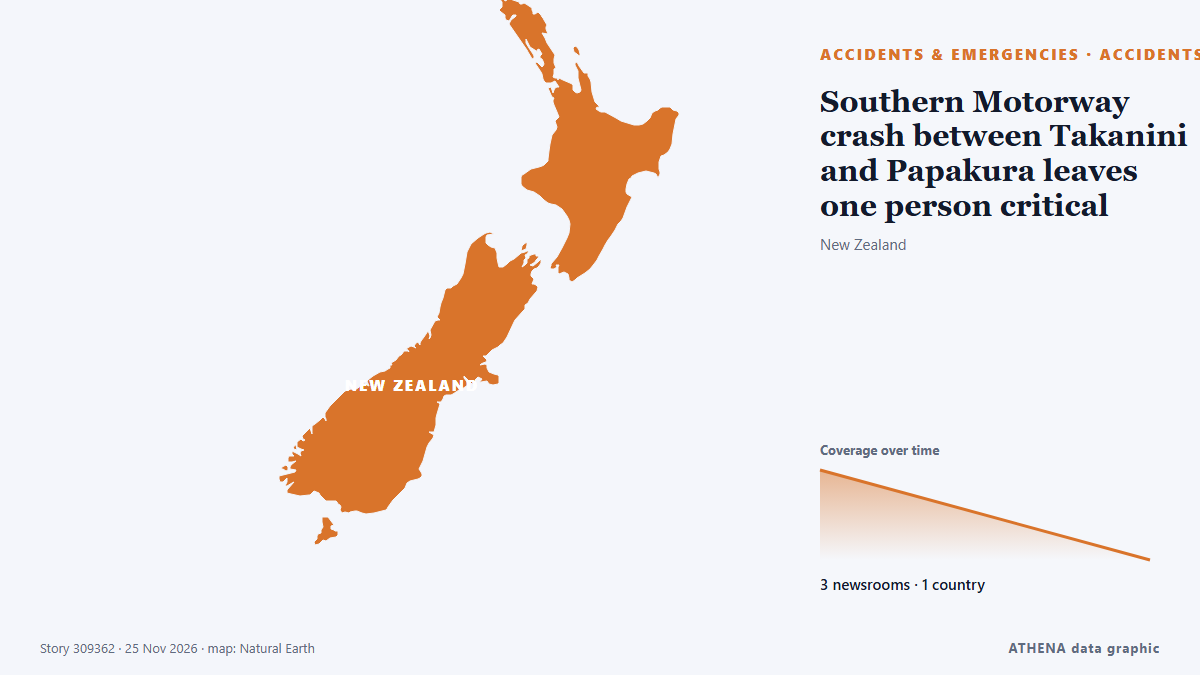 ACCIDENTS & EMERGENCIES · ACCIDENTS
Southern Motorway
crash between Takanini
and Papakura leaves
one person critical
New Zealand
NEW ZEALAND
Coverage over time
3 newsrooms · 1 country
Story 309362 · 25 Nov 2026 · map: Natural Earth
ATHENA data graphic